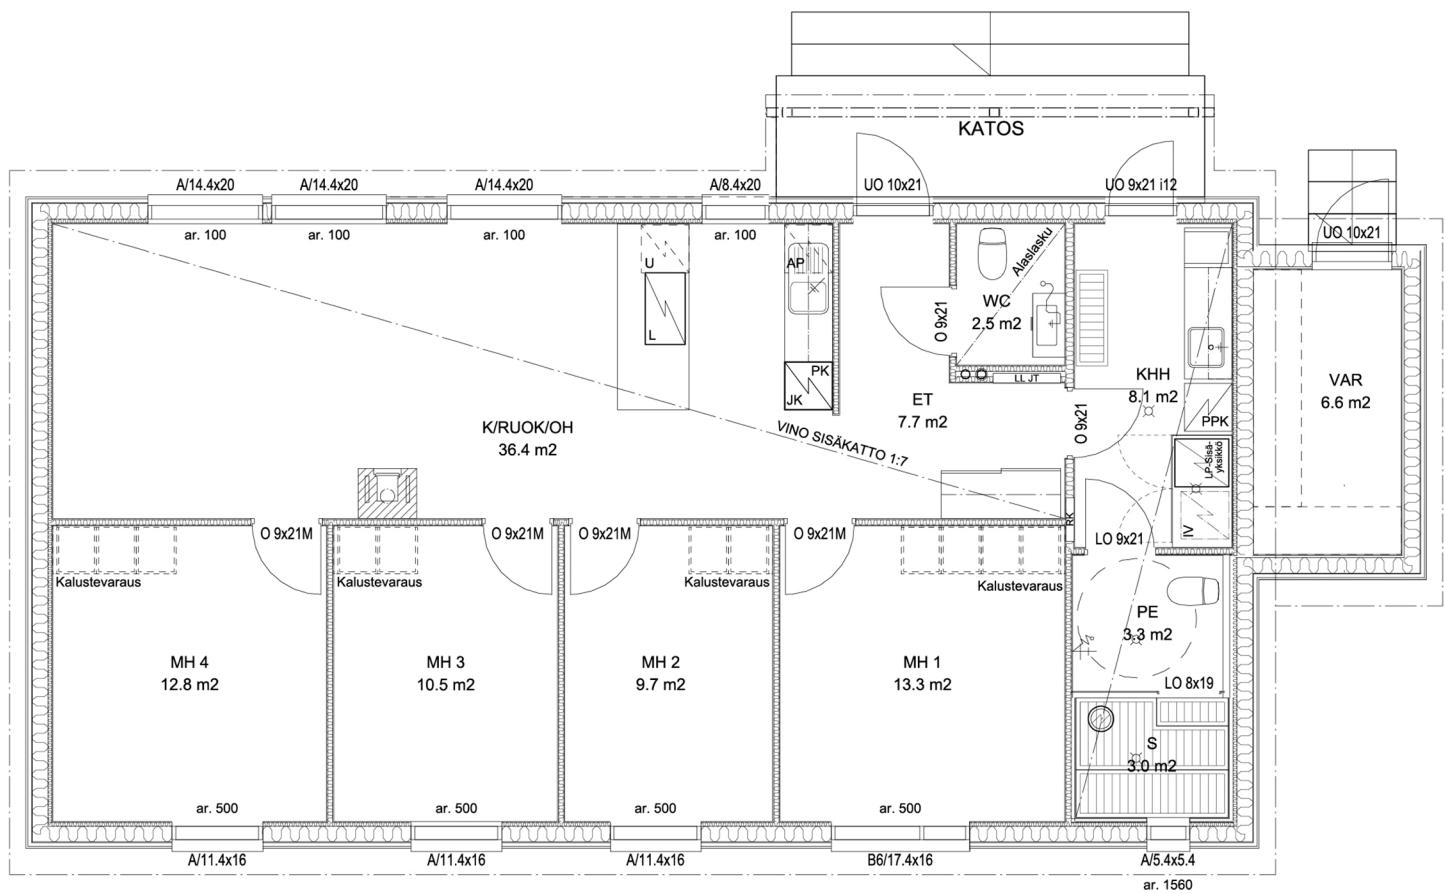 KATOS
A/14.4x20
A/14.4x20
A/14.4x20
A/8.4x20
UO 10x21
UO 9x21 i12
UO 10x21
ar. 100
ar. 100
ar. 100
ar. 100
U
L
AP
PK
JK
Alaslasku
WC
2.5 m2
O 9x21
LL JT
KHH
8.1 m2
PPK
VAR
6.6 m2
ET
7.7 m2
O 9x21
K/RUOK/OH
36.4 m2
VINO SISÄKATTO 1:7
LP-Sisä-
yksikkö
IV
RK
O 9x21M
O 9x21M
O 9x21M
O 9x21M
LO 9x21
Kalustevaraus
Kalustevaraus
Kalustevaraus
Kalustevaraus
PE
3.3 m2
MH 4
12.8 m2
MH 3
10.5 m2
MH 2
9.7 m2
MH 1
13.3 m2
LO 8x19
S
3.0 m2
ar. 500
ar. 500
ar. 500
ar. 500
A/11.4x16
A/11.4x16
A/11.4x16
B6/17.4x16
A/5.4x5.4
ar. 1560